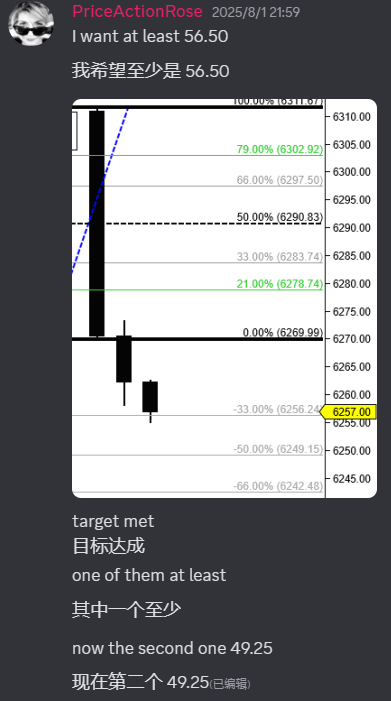 PriceActionRose 2025/8/1 21:59
I want at least 56.50
我希望至少是 56.50
100.00% (6311.67)
6310.00
6305.00
79.00% (6302.92)
6300.00
66.00% (6297.50)
6295.00
50.00% (6290.83)
6290.00
6285.00
33.00% (6283.74)
6280.00
21.00% (6278.74)
6275.00
0.00% (6269.99)
6270.00
6265.00
6260.00
-33.00% (6256.24)
6257.00
6255.00
-50.00% (6249.15)
6250.00
6245.00
-66.00% (6242.48)
target met
目标达成
one of them at least
其中一个至少
now the second one 49.25
现在第二个 49.25(已编辑)